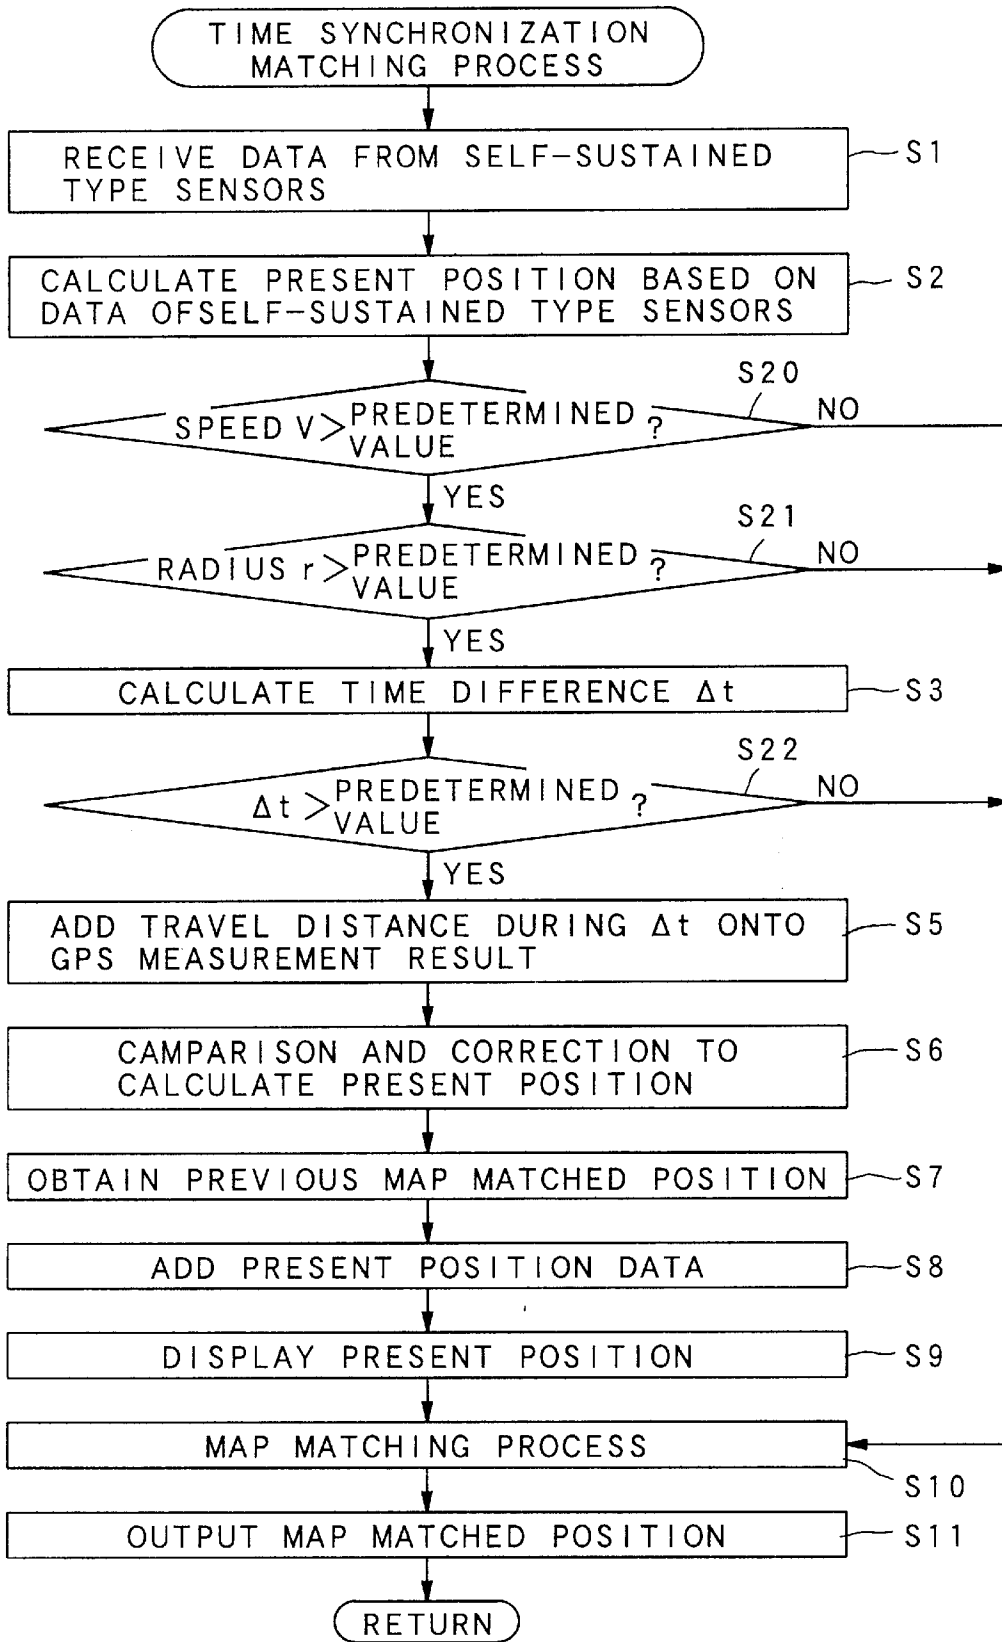 TIME SYNCHRONIZATION
MATCHING PROCESS
RECEIVE DATA FROM SELF-SUSTAINED
TYPE SENSORS
S1
CALCULATE PRESENT POSITION BASED ON
DATA OFSELF-SUSTAINED TYPE SENSORS
S2
S20
SPEED V > PREDETERMINED
VALUE ?
NO
YES
S21
RADIUS r > PREDETERMINED
VALUE ?
NO
YES
CALCULATE TIME DIFFERENCE Δt
S3
S22
Δt > PREDETERMINED
VALUE ?
NO
YES
ADD TRAVEL DISTANCE DURING Δt ONTO
GPS MEASUREMENT RESULT
S5
CAMPARISON AND CORRECTION TO
CALCULATE PRESENT POSITION
S6
OBTAIN PREVIOUS MAP MATCHED POSITION
S7
ADD PRESENT POSITION DATA
S8
DISPLAY PRESENT POSITION
S9
MAP MATCHING PROCESS
S10
OUTPUT MAP MATCHED POSITION
S11
RETURN